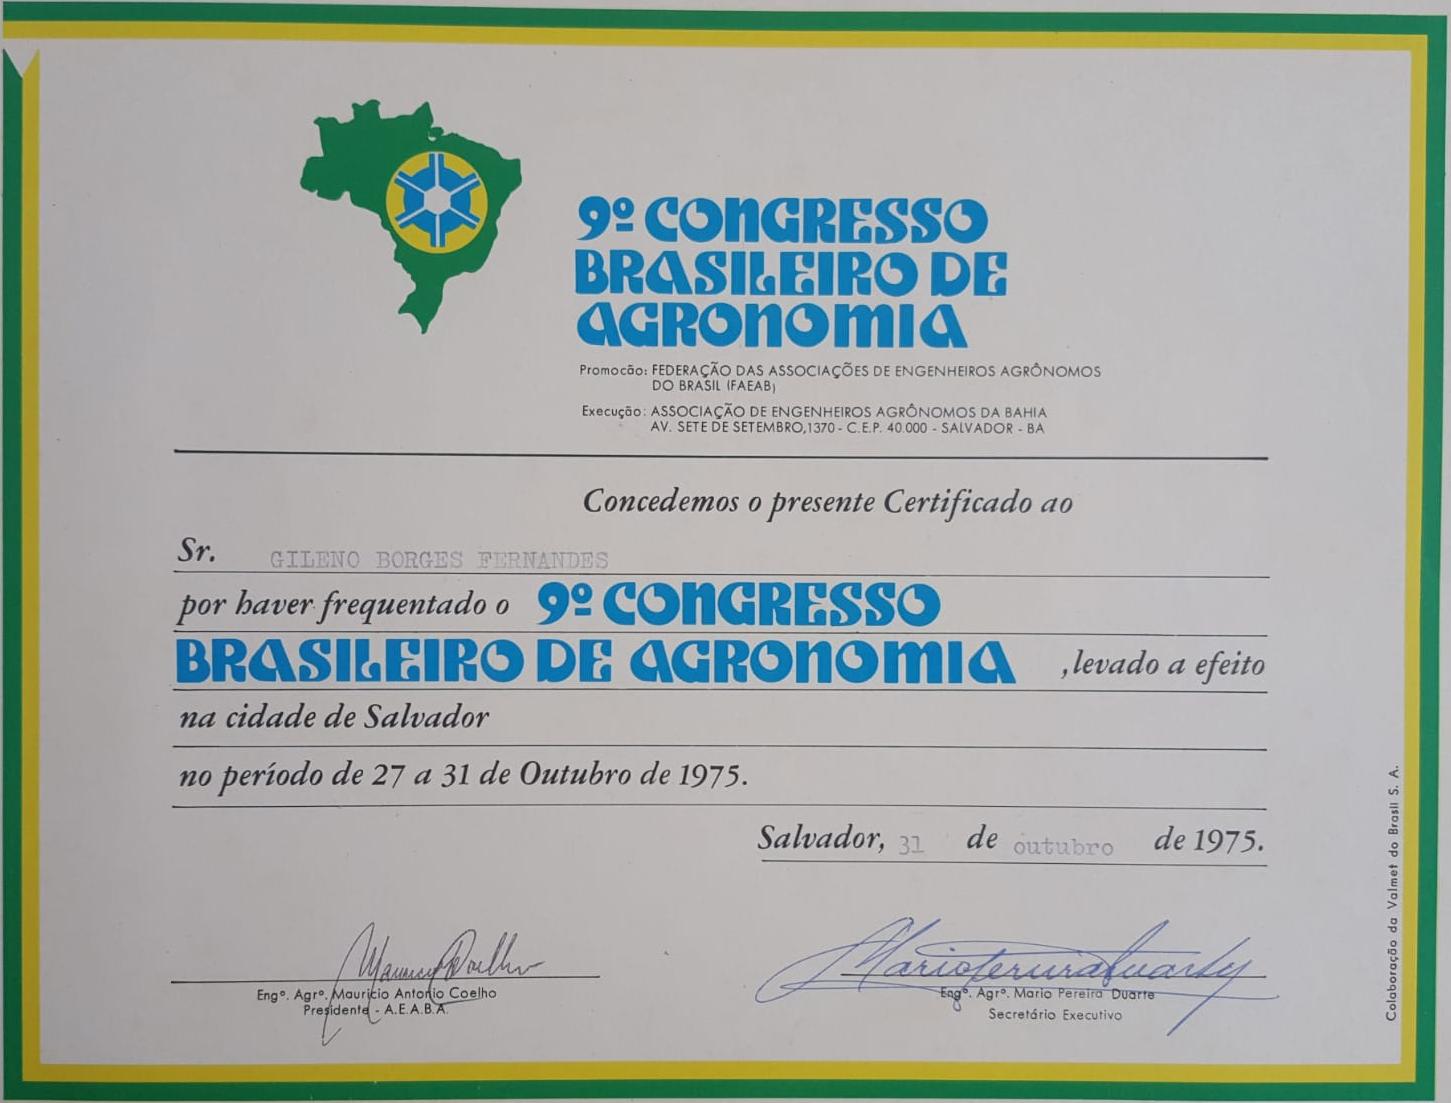 9º CONGRESSO
BRASILEIRO DE
AGRONOMIA
Promocão: FEDERAÇÃO DAS ASSOCIAÇÕES DE ENGENHEIROS AGRÔNOMOS
DO BRASIL (FAEAB)
Execução: ASSOCIAÇÃO DE ENGENHEIROS AGRÔNOMOS DA BAHIA
AV. SETE DE SETEMBRO, 1370 - C.E.P. 40.000 - SALVADOR - BA
Concedemos o presente Certificado ao
Sr. GILENO BORGES FERNANDES
por haver frequentado o 9º CONGRESSO
BRASILEIRO DE AGRONOMIA , levado a efeito
na cidade de Salvador
no período de 27 a 31 de Outubro de 1975.
Salvador, 31 de outubro de 1975.
Engº. Agrº. Mauricio Antonio Coelho
Presidente - A.E.A.B.A.
Engº. Agrº. Mario Pereira Duarte
Secretário Executivo
Colaboração da Valmet do Brasil S. A.